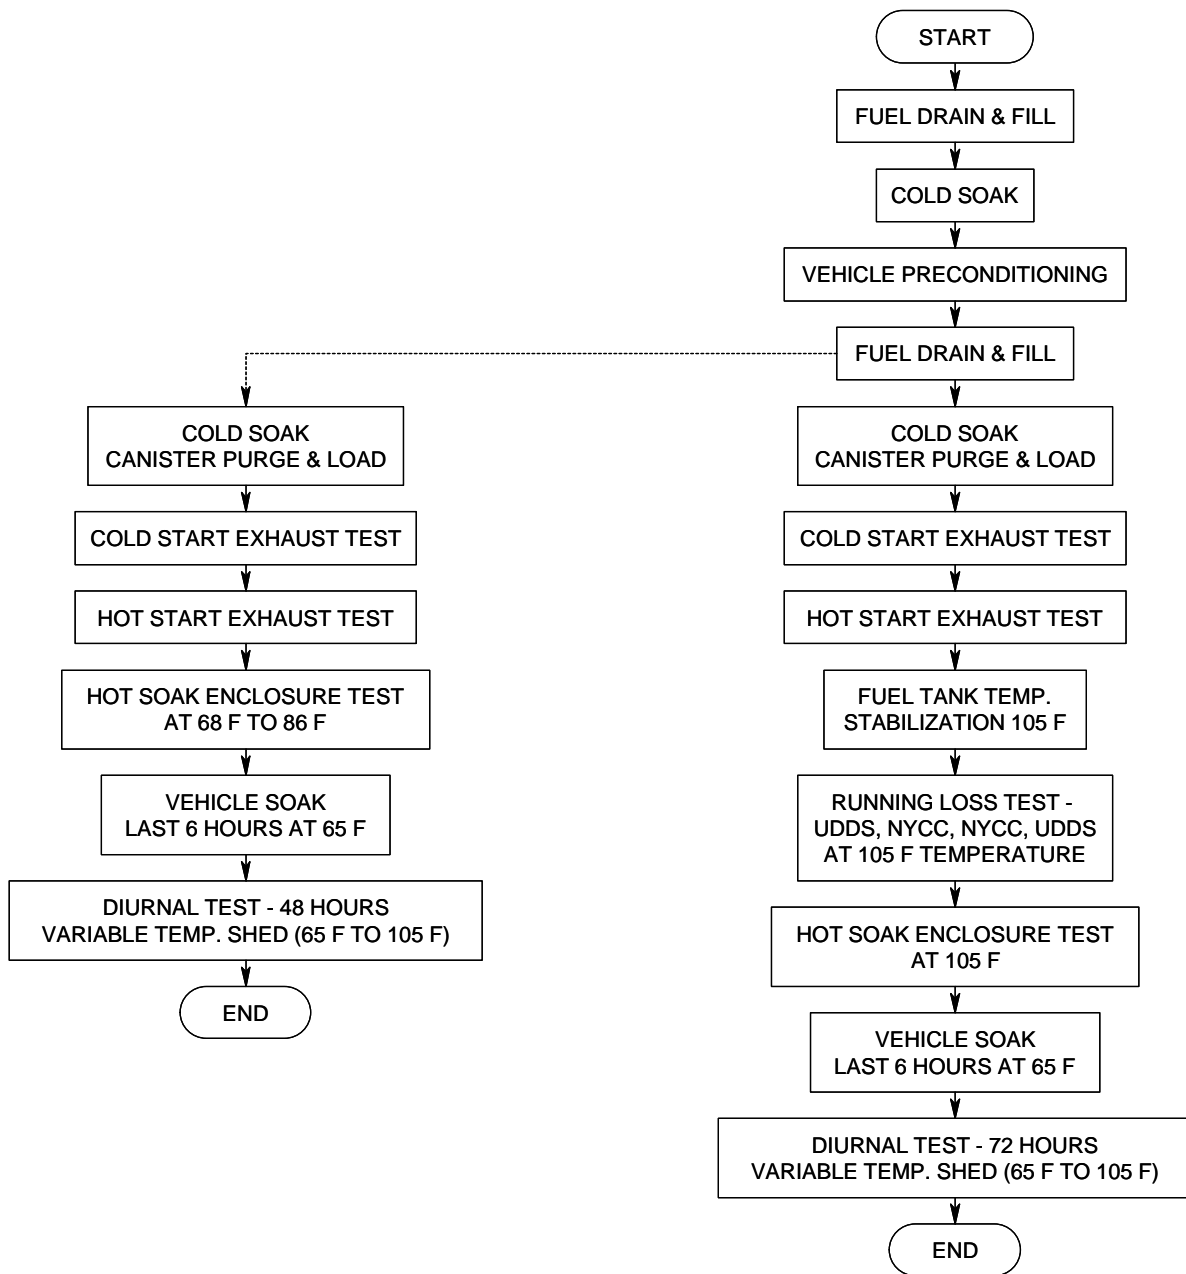 START
FUEL DRAIN & FILL
COLD SOAK
VEHICLE PRECONDITIONING
FUEL DRAIN & FILL
COLD SOAK
CANISTER PURGE & LOAD
COLD START EXHAUST TEST
HOT START EXHAUST TEST
HOT SOAK ENCLOSURE TEST
AT 68 F TO 86 F
VEHICLE SOAK
LAST 6 HOURS AT 65 F
DIURNAL TEST - 48 HOURS
VARIABLE TEMP. SHED (65 F TO 105 F)
END
COLD SOAK
CANISTER PURGE & LOAD
COLD START EXHAUST TEST
HOT START EXHAUST TEST
FUEL TANK TEMP.
STABILIZATION 105 F
RUNNING LOSS TEST -
UDDS, NYCC, NYCC, UDDS
AT 105 F TEMPERATURE
HOT SOAK ENCLOSURE TEST
AT 105 F
VEHICLE SOAK
LAST 6 HOURS AT 65 F
DIURNAL TEST - 72 HOURS
VARIABLE TEMP. SHED (65 F TO 105 F)
END